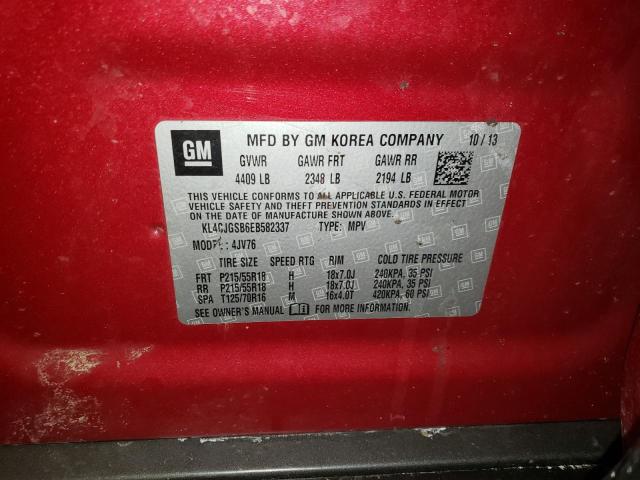 GM
MFD BY GM KOREA COMPANY 10/13
GVWR GAWR FRT GAWR RR
4409 LB 2348 LB 2194 LB
THIS VEHICLE CONFORMS TO ALL APPLICABLE U.S. FEDERAL MOTOR
VEHICLE SAFETY, BUMPER, AND THEFT PREVENTION STANDARDS IN
EFFECT ON THE DATE OF MANUFACTURE SHOWN ABOVE.
KL4CJGSB6EB582337 TYPE: MPV
MODEL: 4JV76
TIRE SIZE SPEED RTG RIM COLD TIRE PRESSURE
FRT P215/55R18 H 18x7.0J 240KPA, 35 PSI
RR P215/55R18 H 18x7.0J 240KPA, 35 PSI
SPA T125/70R16 M 16x4.0T 420KPA, 60 PSI
SEE OWNER'S MANUAL FOR MORE INFORMATION.